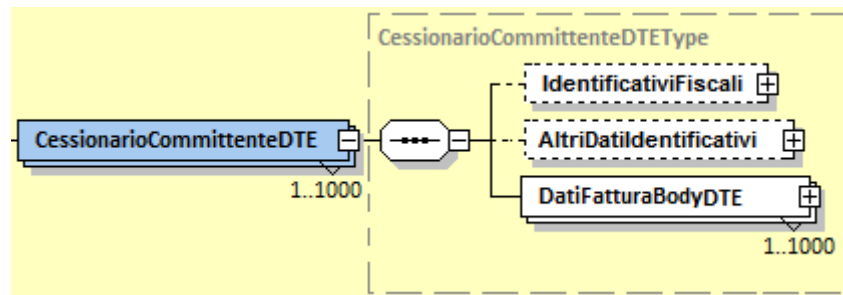 CessionarioCommittenteDTEType
IdentificativiFiscali
CessionarioCommittenteDTE
AltriDatiIdentificativi
1..1000
DatiFatturaBodyDTE
1..1000